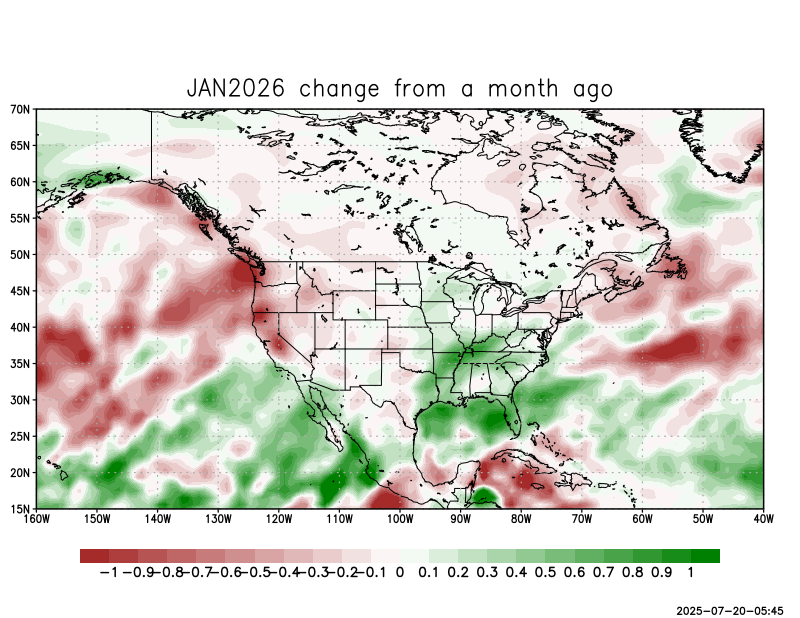 JAN2026 change from a month ago
70N
65N
60N
55N
50N
45N
40N
35N
30N
25N
20N
15N
160W 150W 140W 130W 120W 110W 100W 90W 80W 70W 60W 50W 40W
-1 -0.9 -0.8 -0.7 -0.6 -0.5 -0.4 -0.3 -0.2 -0.1 0 0.1 0.2 0.3 0.4 0.5 0.6 0.7 0.8 0.9 1
2025-07-20-05:45